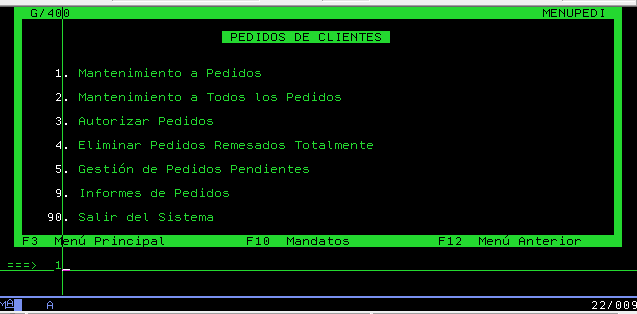 G/400 MENUPEDI
PEDIDOS DE CLIENTES
1. Mantenimiento a Pedidos
2. Mantenimiento a Todos los Pedidos
3. Autorizar Pedidos
4. Eliminar Pedidos Remesados Totalmente
5. Gestión de Pedidos Pendientes
9. Informes de Pedidos
90. Salir del Sistema
F3 Menú Principal F10 Mandatos F12 Menú Anterior
===> 1_
MA A 22/009